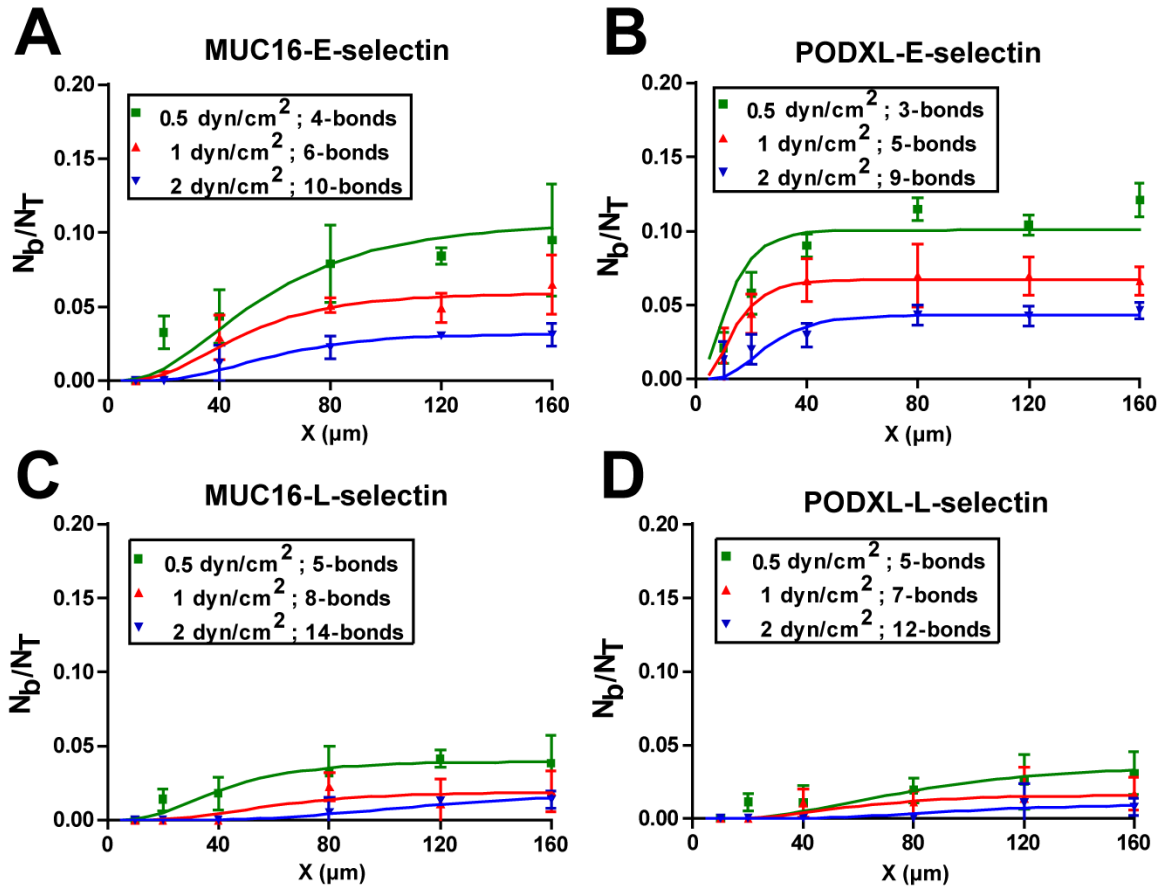 A
MUC16-E-selectin
0.20
0.15
0.10
0.05
0.00
Nb/NT
0.5 dyn/cm2 ; 4-bonds
1 dyn/cm2 ; 6-bonds
2 dyn/cm2 ; 10-bonds
0 40 80 120 160
X (µm)
B
PODXL-E-selectin
0.20
0.15
0.10
0.05
0.00
Nb/NT
0.5 dyn/cm2 ; 3-bonds
1 dyn/cm2 ; 5-bonds
2 dyn/cm2 ; 9-bonds
0 40 80 120 160
X (µm)
C
MUC16-L-selectin
0.20
0.15
0.10
0.05
0.00
Nb/NT
0.5 dyn/cm2 ; 5-bonds
1 dyn/cm2 ; 8-bonds
2 dyn/cm2 ; 14-bonds
0 40 80 120 160
X (µm)
D
PODXL-L-selectin
0.20
0.15
0.10
0.05
0.00
Nb/NT
0.5 dyn/cm2 ; 5-bonds
1 dyn/cm2 ; 7-bonds
2 dyn/cm2 ; 12-bonds
0 40 80 120 160
X (µm)